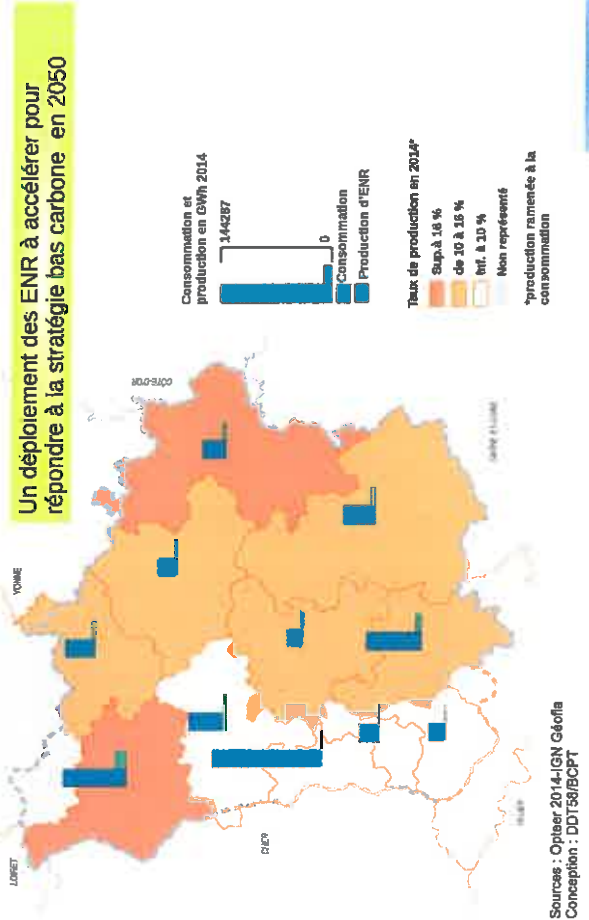 Un déploiement des ENR à accélérer pour
répondre à la stratégie bas carbone en 2050
LOIRET
YONNE
CÔTE-D'OR
CHER
Consommation et
production en GWh 2014
144287
0
Consommation
Production d'ENR
Taux de production en 2014*
Sup.à 16 %
de 10 à 16 %
Inf. à 10 %
Non représenté
*production ramenée à la
consommation
Sources : Opteer 2014-IGN Géofla
Conception : DDT58/BCPT